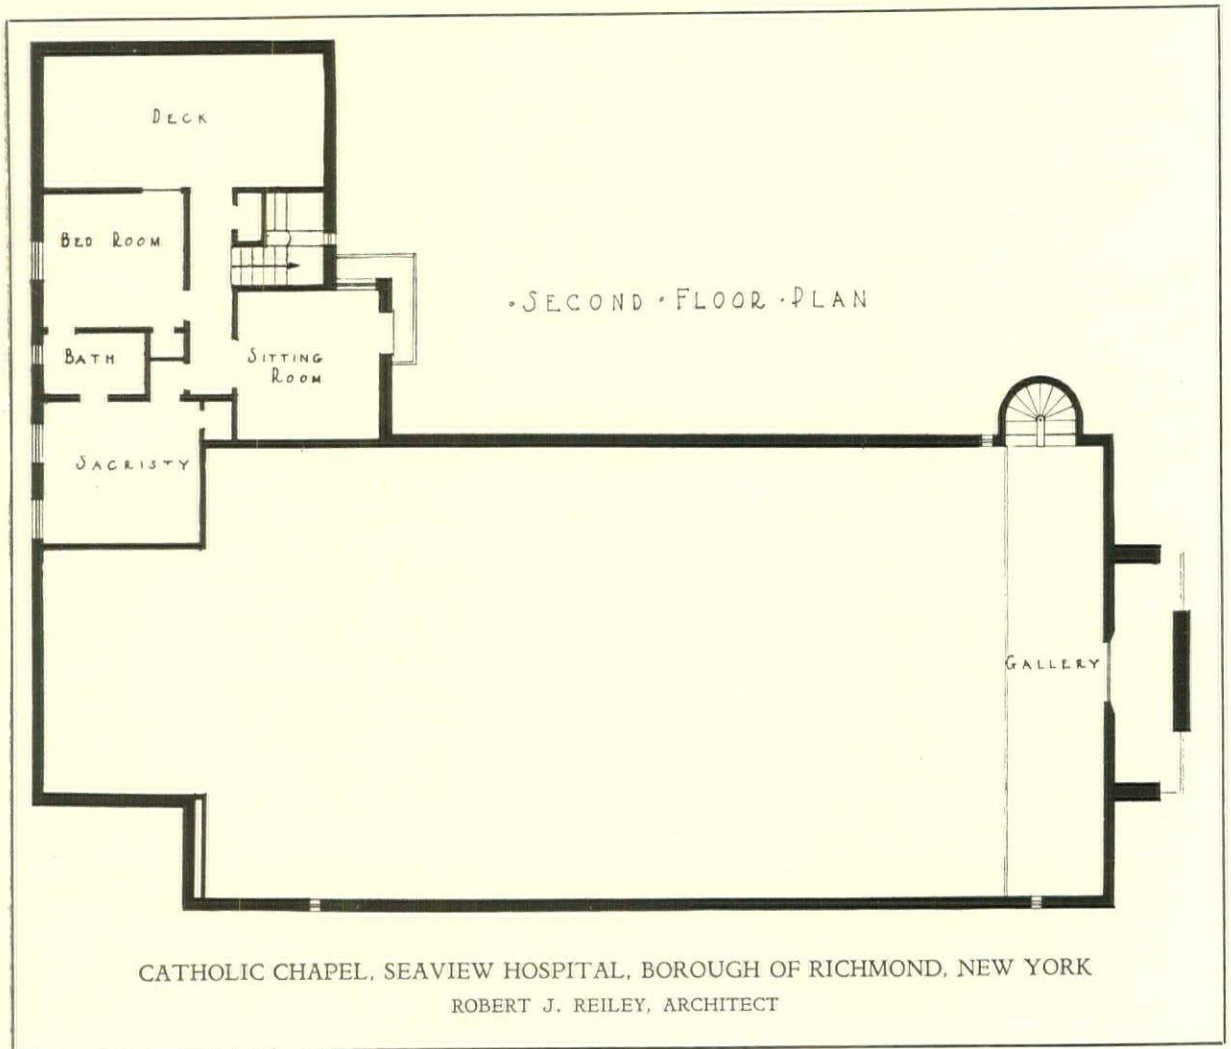 DECK
BED ROOM
·SECOND·FLOOR·PLAN
BATH
SITTING
ROOM
SACRISTY
GALLERY
CATHOLIC CHAPEL, SEAVIEW HOSPITAL, BOROUGH OF RICHMOND, NEW YORK
ROBERT J. REILEY, ARCHITECT